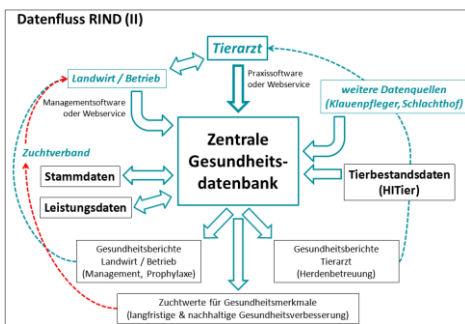 Datenfluss RIND (II)
Tierarzt
Landwirt / Betrieb
Praxissoftware
oder Webservice
weitere Datenquellen
(Klauenpfleger, Schlachthof)
Managementsoftware
oder Webservice
Zentrale
Gesundheits-
datenbank
Zuchtverband
Stammdaten
Leistungsdaten
Tierbestandsdaten
(HITier)
Gesundheitsberichte
Landwirt / Betrieb
(Management, Prophylaxe)
Gesundheitsberichte
Tierarzt
(Herdenbetreuung)
Zuchtwerte für Gesundheitsmerkmale
(langfristige & nachhaltige Gesundheitsverbesserung)